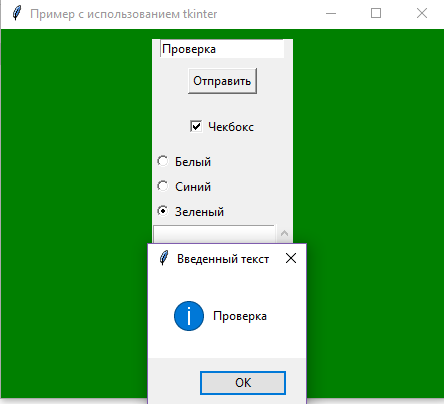 Пример с использованием tkinter
Проверка
Отправить
Чекбокс
Белый
Синий
Зеленый
Введенный текст
Проверка
OK